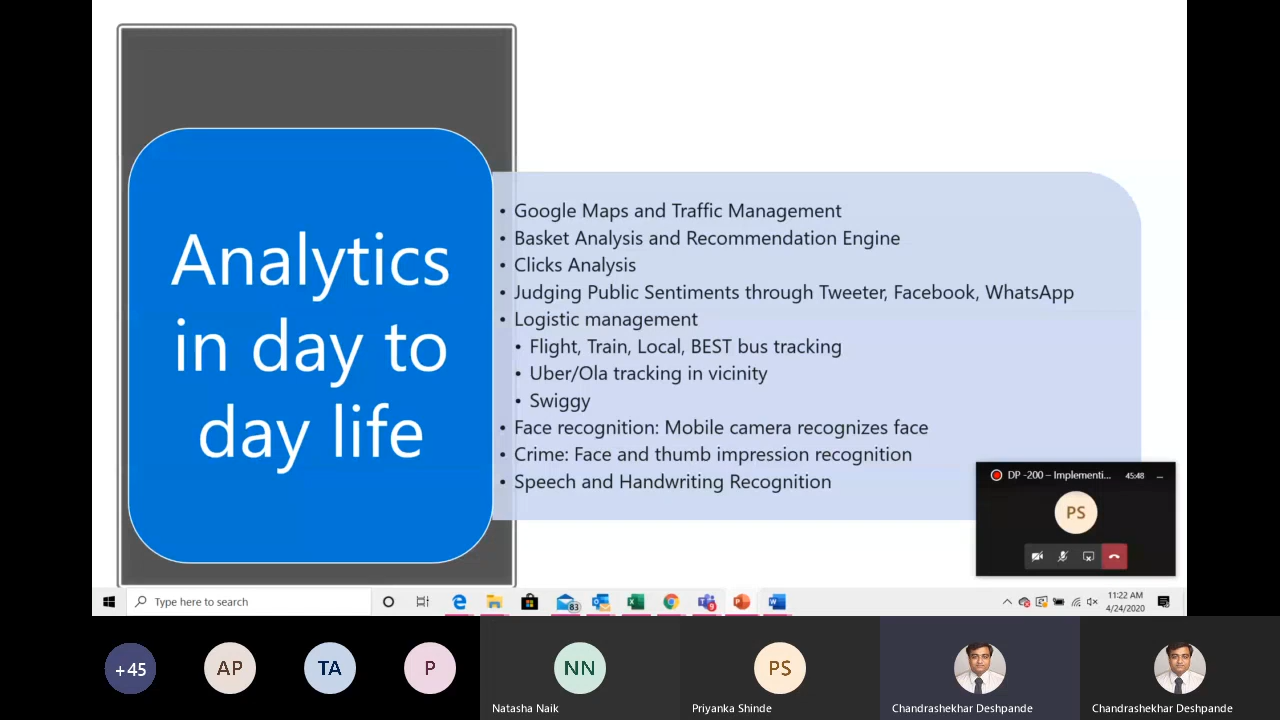 Analytics
in day to
day life
• Google Maps and Traffic Management
• Basket Analysis and Recommendation Engine
• Clicks Analysis
• Judging Public Sentiments through Tweeter, Facebook, WhatsApp
• Logistic management
• Flight, Train, Local, BEST bus tracking
• Uber/Ola tracking in vicinity
• Swiggy
• Face recognition: Mobile camera recognizes face
• Crime: Face and thumb impression recognition
• Speech and Handwriting Recognition
DP -200 – Implementi... 45:48
PS
Type here to search
83
9
11:22 AM
4/24/2020
+45
AP
TA
P
NN
PS
Natasha Naik
Priyanka Shinde
Chandrashekhar Deshpande
Chandrashekhar Deshpande